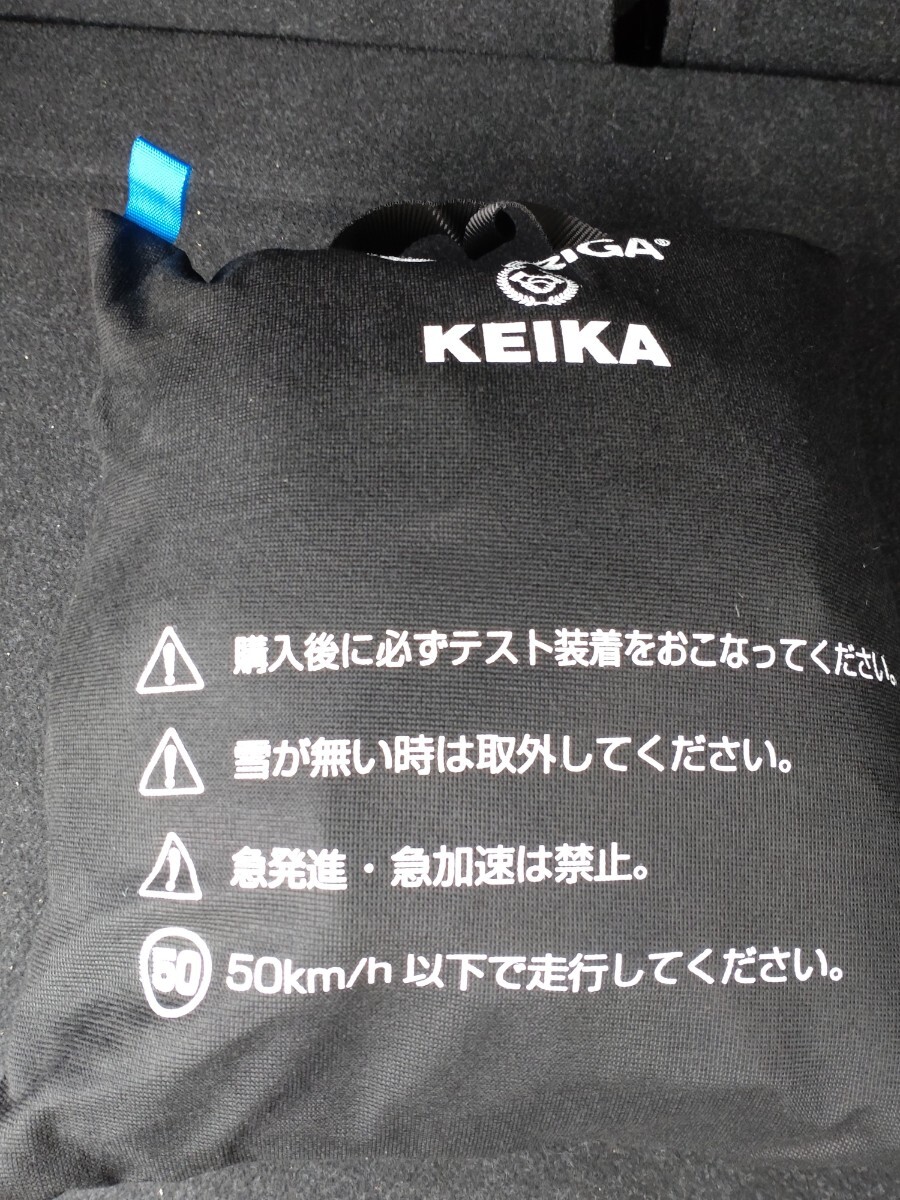 KEIKA
購入後に必ずテスト装着をおこなってください。
雪が無い時は取外してください。
急発進・急加速は禁止。
50 50km/h 以下で走行してください。